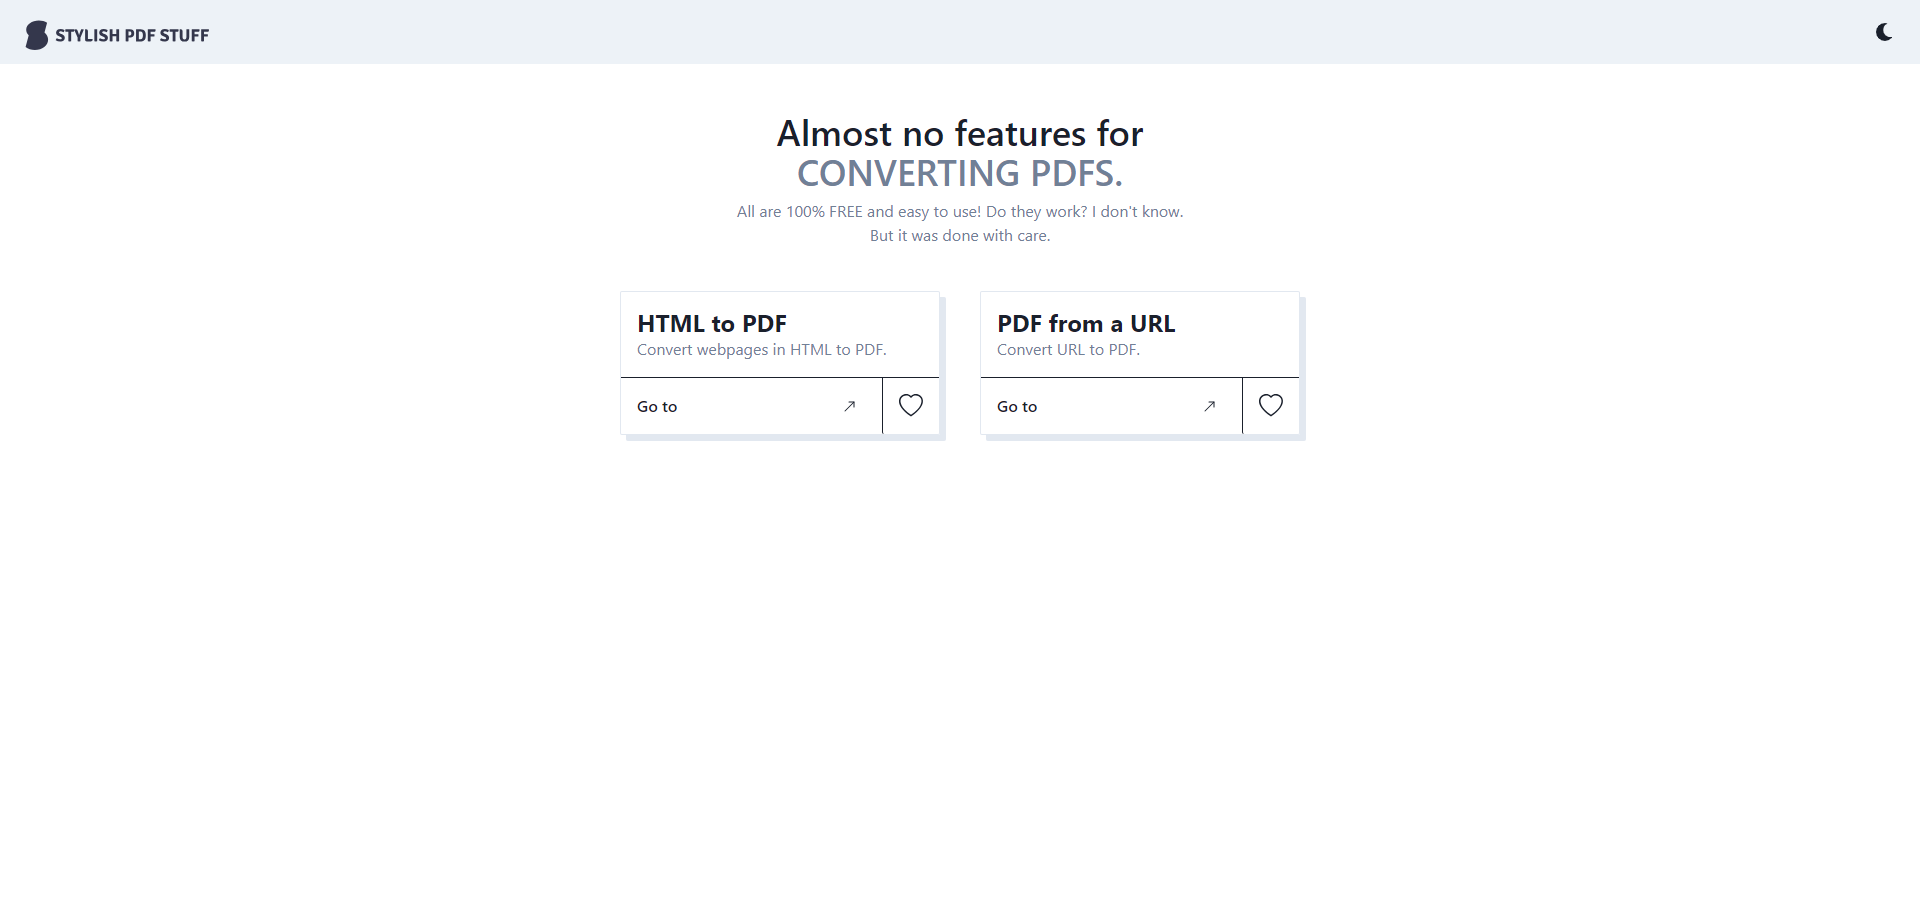 STYLISH PDF STUFF
Almost no features for
CONVERTING PDFS.
All are 100% FREE and easy to use! Do they work? I don't know.
But it was done with care.
HTML to PDF
Convert webpages in HTML to PDF.
Go to
PDF from a URL
Convert URL to PDF.
Go to